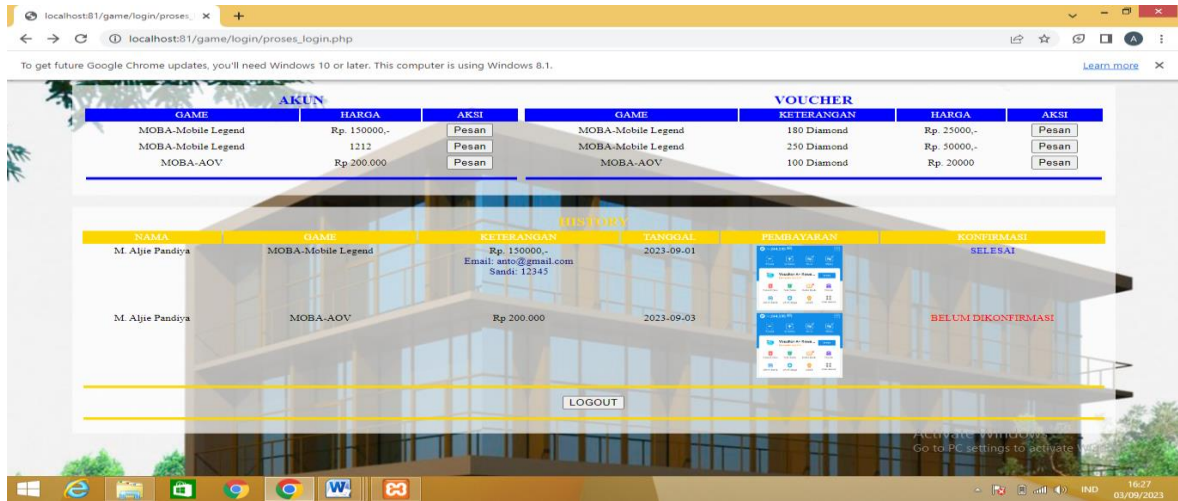 localhost:81/game/login/proses_
localhost:81/game/login/proses_login.php
To get future Google Chrome updates, you'll need Windows 10 or later. This computer is using Windows 8.1.
Learn more
AKUN
GAME HARGA AKSI
MOBA-Mobile Legend Rp. 150000,- Pesan
MOBA-Mobile Legend 1212 Pesan
MOBA-AOV Rp 200.000 Pesan
VOUCHER
GAME KETERANGAN HARGA AKSI
MOBA-Mobile Legend 180 Diamond Rp. 25000,- Pesan
MOBA-Mobile Legend 250 Diamond Rp. 50000,- Pesan
MOBA-AOV 100 Diamond Rp. 20000 Pesan
HISTORY
NAMA GAME KETERANGAN TANGGAL PEMBAYARAN KONFIRMASI
M. Aljie Pandiya MOBA-Mobile Legend Rp. 150000,- 2023-09-01 SELESAI
Email: anto@gmail.com
Sandi: 12345
M. Aljie Pandiya MOBA-AOV Rp 200.000 2023-09-03 BELUM DIKONFIRMASI
LOGOUT
Activate Windows
Go to PC settings to activate
IND
16:27
03/09/2023